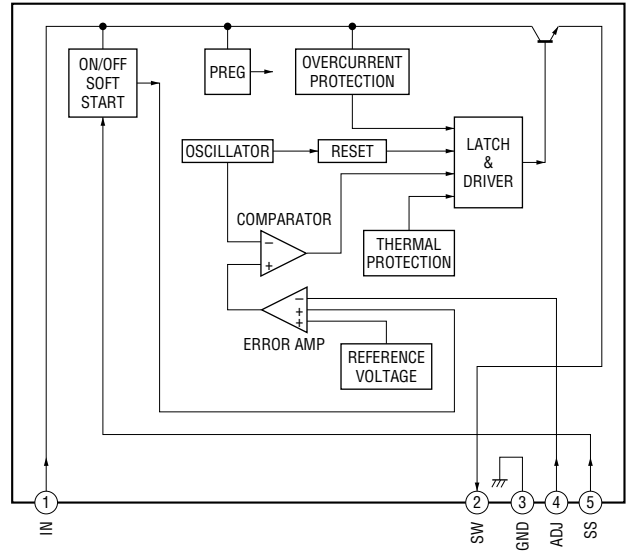 ON/OFF
SOFT
START
PREG
OVERCURRENT
PROTECTION
OSCILLATOR
RESET
LATCH
&
DRIVER
COMPARATOR
−
+
THERMAL
PROTECTION
−
+
+
ERROR AMP
REFERENCE
VOLTAGE
1
2
3
4
5
IN
SW
GND
ADJ
SS